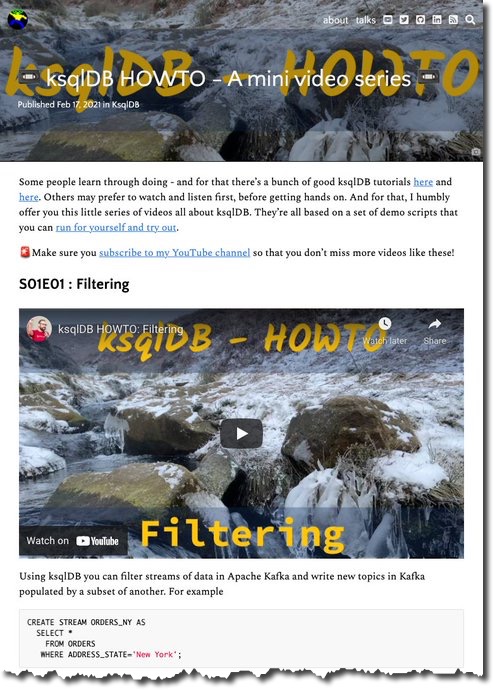 about talks
ksqlDB - HOWTO
ksqlDB HOWTO – A mini video series
Published Feb 17, 2021 in KsqlDB
Some people learn through doing - and for that there's a bunch of good ksqlDB tutorials here and
here. Others may prefer to watch and listen first, before getting hands on. And for that, I humbly
offer you this little series of videos all about ksqlDB. They're all based on a set of demo scripts that
you can run for yourself and try out.
🚨Make sure you subscribe to my YouTube channel so that you don't miss more videos like these!
S01E01 : Filtering
ksqlDB HOWTO: Filtering
ksqlDB - HOWTO
Watch later
Share
Watch on YouTube
Filtering
Using ksqlDB you can filter streams of data in Apache Kafka and write new topics in Kafka
populated by a subset of another. For example
CREATE STREAM ORDERS_NY AS
SELECT *
FROM ORDERS
WHERE ADDRESS_STATE='New York';